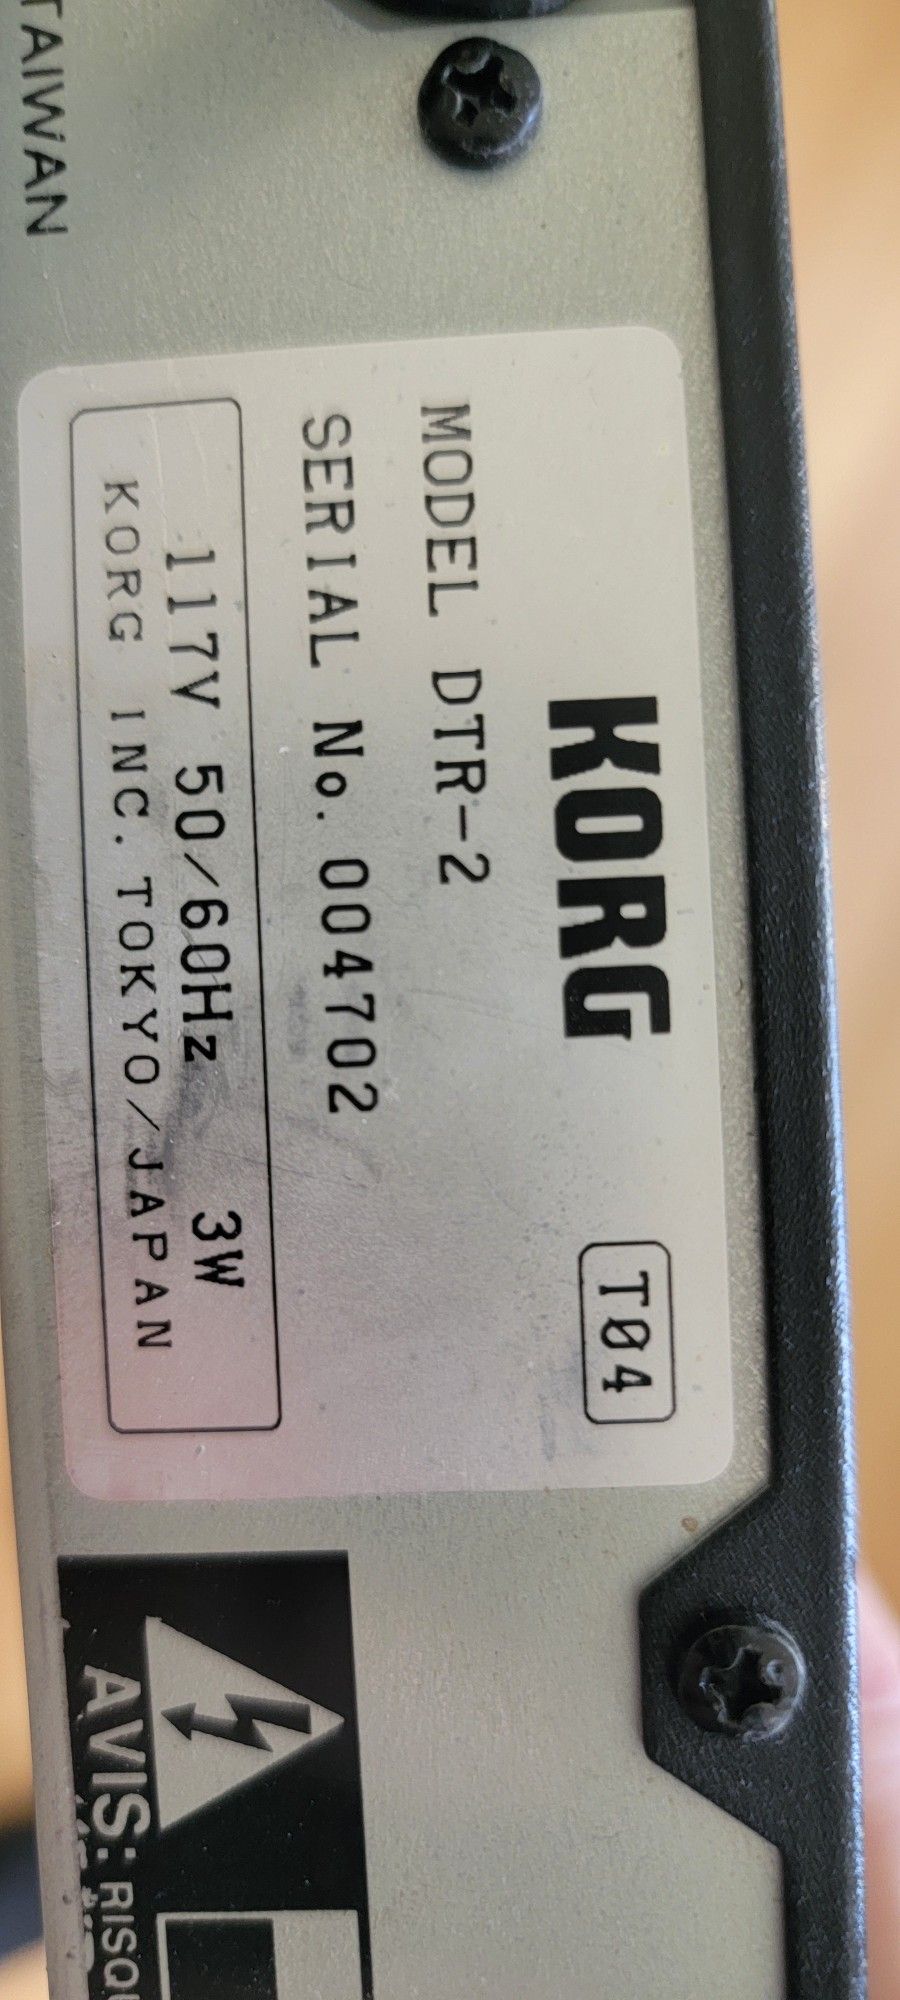 TAIWAN
KORG
T04
MODEL DTR-2
SERIAL No. 004702
117V 50/60Hz 3W
KORG INC. TOKYO/JAPAN
AVIS: